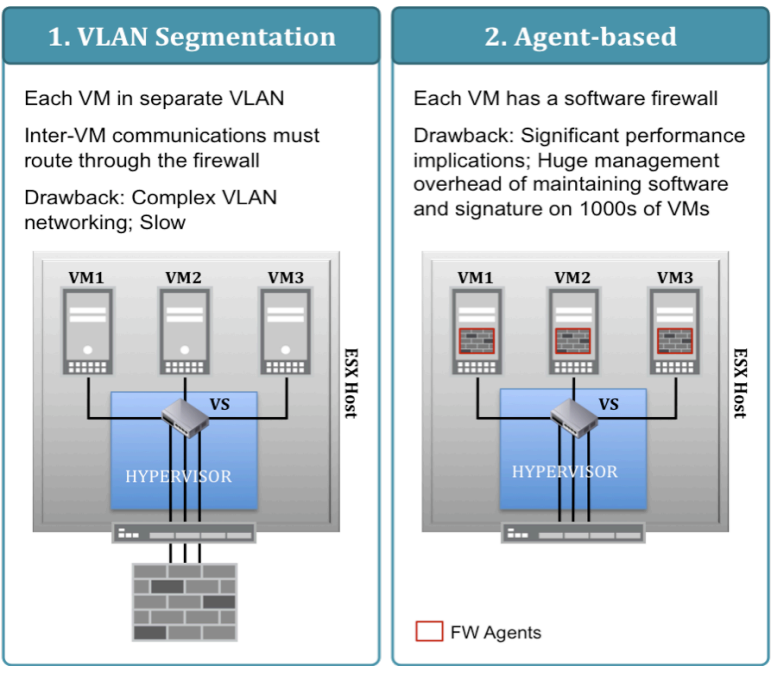 1. VLAN Segmentation
Each VM in separate VLAN
Inter-VM communications must
route through the firewall
Drawback: Complex VLAN
networking; Slow
VM1
VM2
VM3
VS
HYPERVISOR
ESX Host
2. Agent-based
Each VM has a software firewall
Drawback: Significant performance
implications; Huge management
overhead of maintaining software
and signature on 1000s of VMs
VM1
VM2
VM3
VS
HYPERVISOR
ESX Host
FW Agents